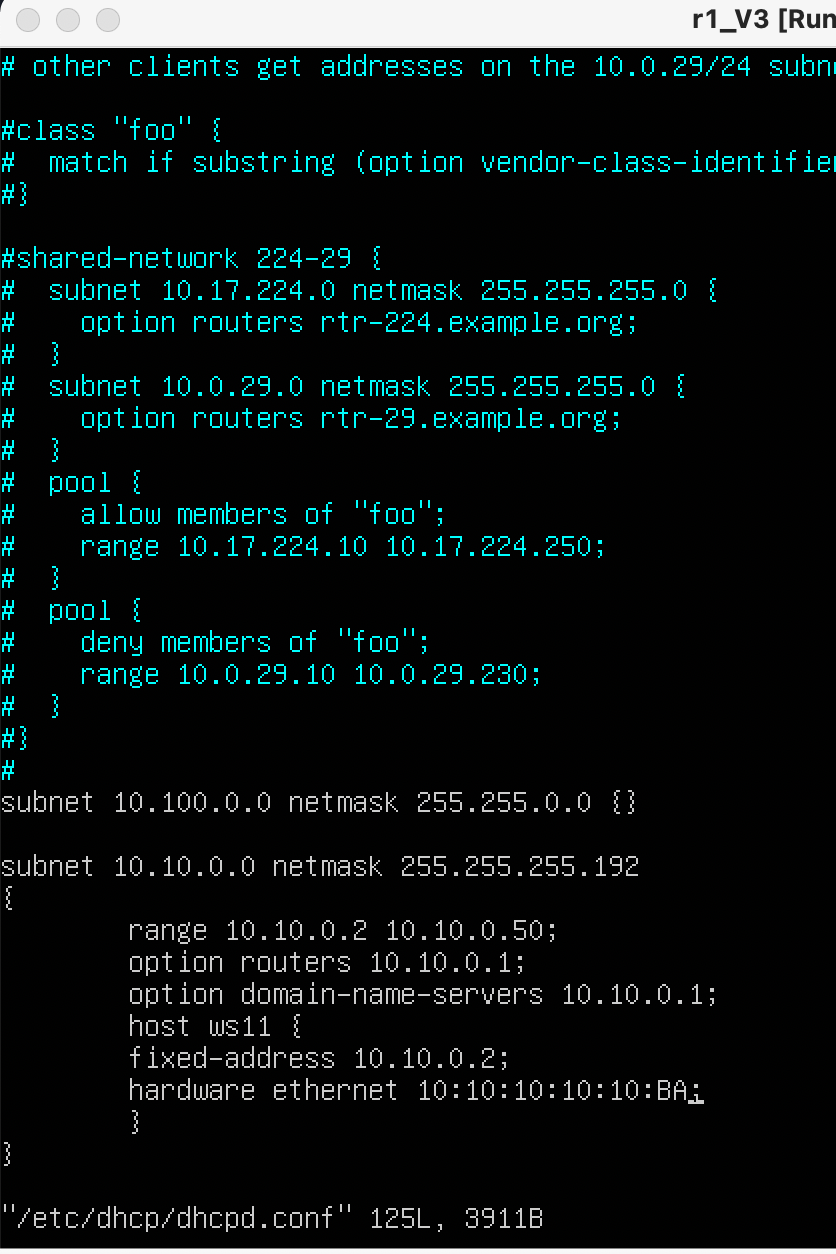 r1_V3 [Run
# other clients get addresses on the 10.0.29/24 subn
#class "foo" {
#  match if substring (option vendor-class-identifier
#}
#shared-network 224-29 {
#  subnet 10.17.224.0 netmask 255.255.255.0 {
#    option routers rtr-224.example.org;
#  }
#  subnet 10.0.29.0 netmask 255.255.255.0 {
#    option routers rtr-29.example.org;
#  }
#  pool {
#    allow members of "foo";
#    range 10.17.224.10 10.17.224.250;
#  }
#  pool {
#    deny members of "foo";
#    range 10.0.29.10 10.0.29.230;
#  }
#}
#
subnet 10.100.0.0 netmask 255.255.0.0 {}
subnet 10.10.0.0 netmask 255.255.255.192
{
        range 10.10.0.2 10.10.0.50;
        option routers 10.10.0.1;
        option domain-name-servers 10.10.0.1;
        host ws11 {
        fixed-address 10.10.0.2;
        hardware ethernet 10:10:10:10:10:BA;
        }
}
"/etc/dhcp/dhcpd.conf" 125L, 3911B